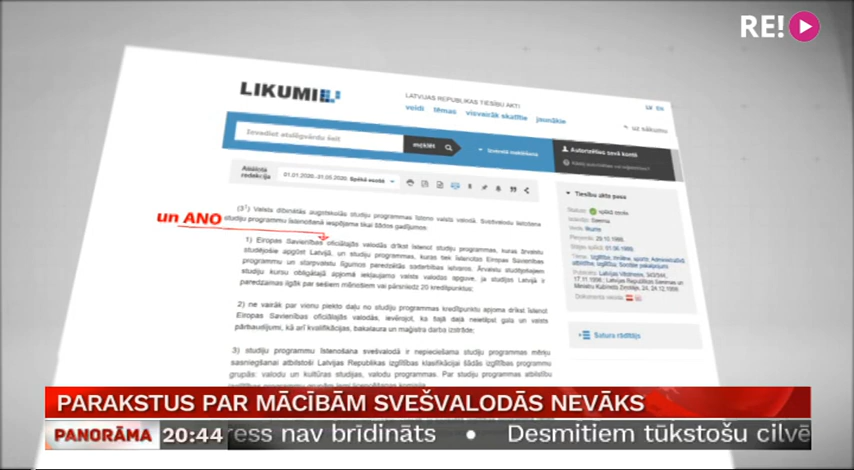 RE!
LIKUMI
LATVIJAS REPUBLIKAS TIESĪBU AKTI
veidi tēmas visvairāk skatītie jaunākie
uz sākumu
Ievadiet atslēgvārdu šeit
meklēt
Izvērstā meklēšana
Autorizēties savā kontā
Attēlotā redakcija
01.01.2020.-31.05.2020. Spēkā esošā
Tiesību akta pase
un ANO
(3¹) Valsts dibinātās augstskolās studiju programmas īsteno valsts valodā. Svešvalodu lietošana
studiju programmu īstenošanā iespējama tikai šādos gadījumos:
1) Eiropas Savienības oficiālajās valodās drīkst īstenot studiju programmas, kuras ārvalstu
studējošie apgūst Latvijā, un studiju programmas, kuras tiek īstenotas Eiropas Savienības
programmu un starpvalstu līgumos paredzētās sadarbības ietvaros. Ārvalstu studējošajiem
studiju kursu obligātajā apjomā iekļaujama valsts valodas apguve, ja studijas Latvijā ir
paredzamas ilgāk par sešiem mēnešiem vai pārsniedz 20 kredītpunktus;
2) ne vairāk par vienu piekto daļu no studiju programmas kredītpunktu apjoma drīkst īstenot
Eiropas Savienības oficiālajās valodās, ievērojot, ka šajā daļā neietilpst gala un valsts
pārbaudījumi, kā arī kvalifikācijas, bakalaura un maģistra darba izstrāde;
3) studiju programmu īstenošana svešvalodā ir nepieciešama studiju programmas mērķu
sasniegšanai atbilstoši Latvijas Republikas izglītības klasifikācijai šādās izglītības programmu
grupās: valodu un kultūras studijas, valodu programmas. Par studiju programmas atbilstību
Satura rādītājs
PARAKSTUS PAR MĀCĪBĀM SVEŠVALODĀS NEVĀKS
PANORĀMA 20:44 ress nav brīdināts • Desmitiem tūkstošu cilvē